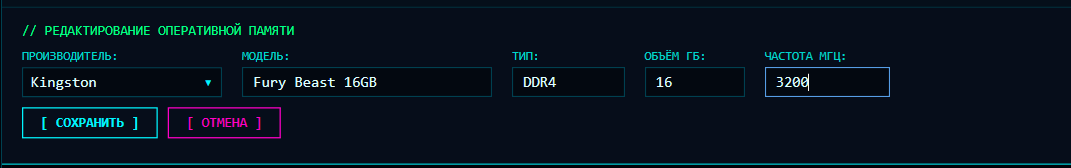 // РЕДАКТИРОВАНИЕ ОПЕРАТИВНОЙ ПАМЯТИ
ПРОИЗВОДИТЕЛЬ: МОДЕЛЬ: ТИП: ОБЪЁМ ГБ: ЧАСТОТА МГЦ:
Kingston ▼ Fury Beast 16GB DDR4 16 3200
[ СОХРАНИТЬ ] [ ОТМЕНА ]